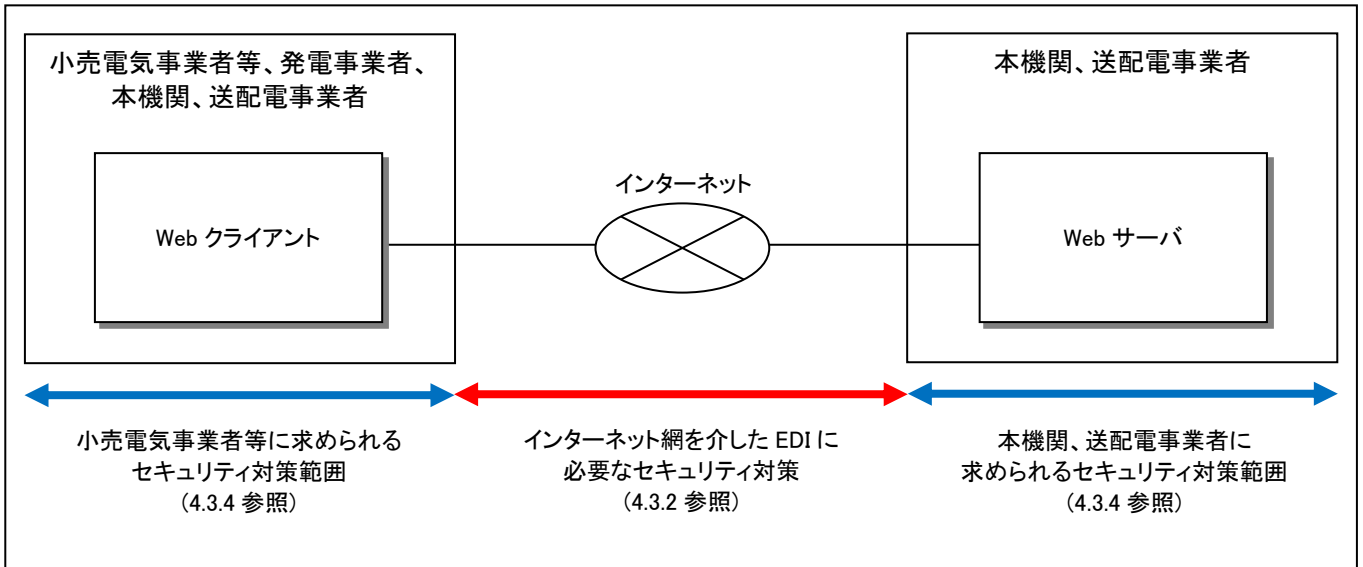 小売電気事業者等、発電事業者、
本機関、送配電事業者
Web クライアント
インターネット
本機関、送配電事業者
Web サーバ
小売電気事業者等に求められる
セキュリティ対策範囲
(4.3.4 参照)
インターネット網を介した EDI に
必要なセキュリティ対策
(4.3.2 参照)
本機関、送配電事業者に
求められるセキュリティ対策範囲
(4.3.4 参照)